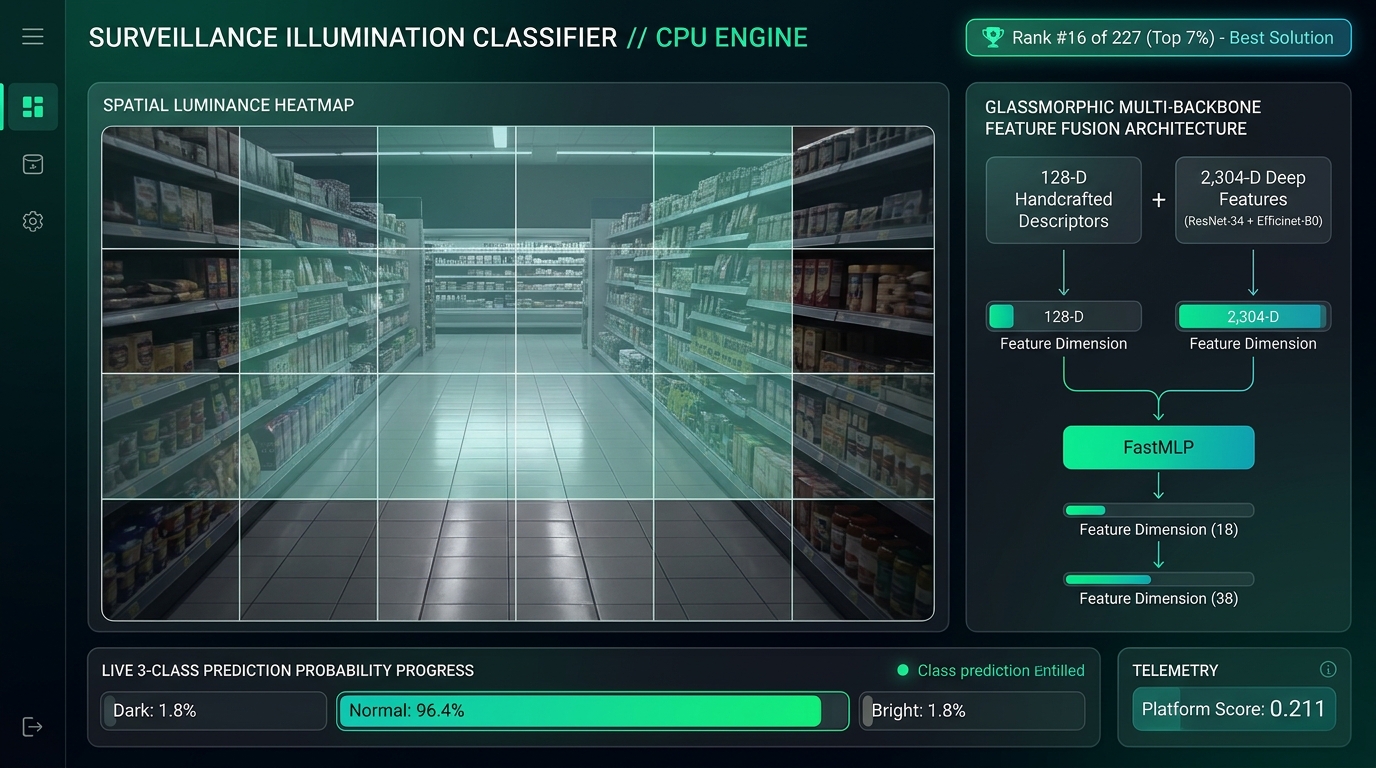 SURVEILLANCE ILLUMINATION CLASSIFIER // CPU ENGINE
Rank #16 of 227 (Top 7%) - Best Solution
SPATIAL LUMINANCE HEATMAP
GLASSMORPHIC MULTI-BACKBONE
FEATURE FUSION ARCHITECTURE
128-D
Handcrafted
Descriptors
+
2,304-D Deep
Features
(ResNet-34 + Efficinet-B0)
128-D
Feature Dimension
2,304-D
Feature Dimension
FastMLP
Feature Dimension (18)
Feature Dimension (38)
LIVE 3-CLASS PREDICTION PROBABILITY PROGRESS
Class prediction Entilled
Dark: 1.8%
Normal: 96.4%
Bright: 1.8%
TELEMETRY
Platform Score: 0.211